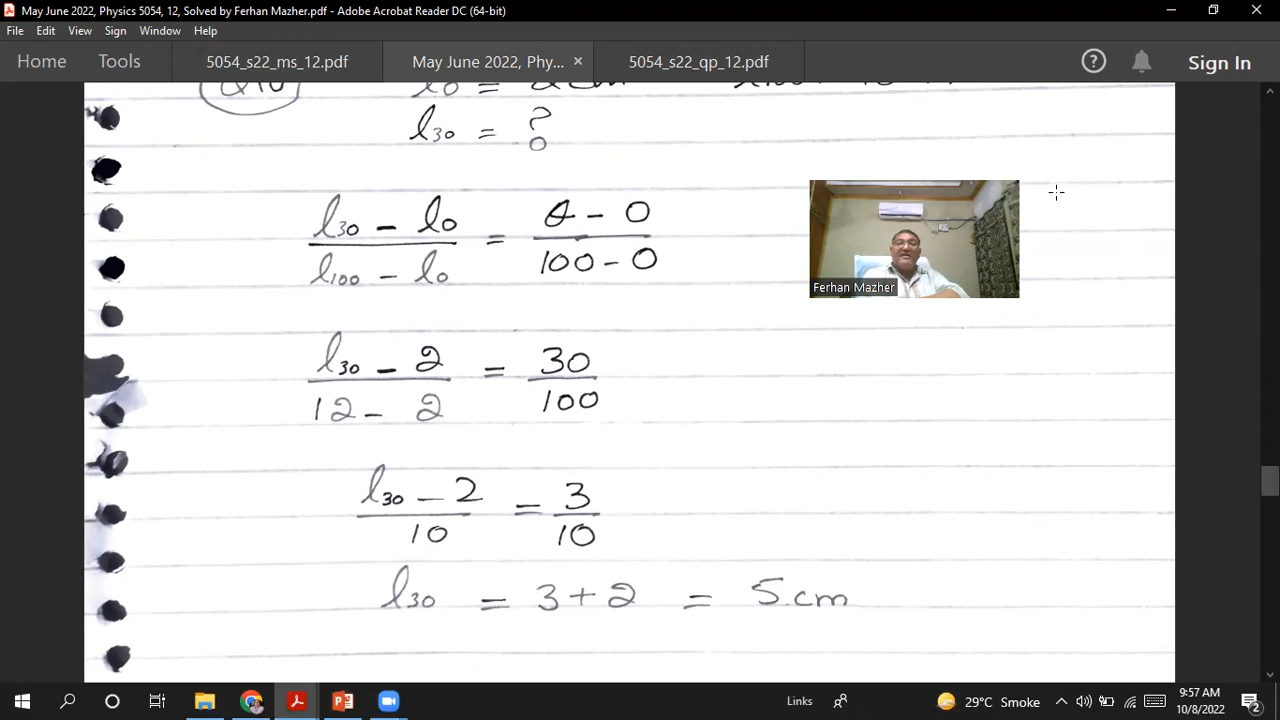 May June 2022, Physics 5054, 12, Solved by Ferhan Mazher.pdf - Adobe Acrobat Reader DC (64-bit)
File Edit View Sign Window Help
Home Tools 5054_s22_ms_12.pdf May June 2022, Phy... × 5054_s22_qp_12.pdf Sign In
l0 =
l30 = ?
l30 - l0 / l100 - l0 = θ - 0 / 100 - 0
Ferhan Mazher
l30 - 2 / 12 - 2 = 30 / 100
l30 - 2 / 10 = 3 / 10
l30 = 3 + 2 = 5 cm
Links 29°C Smoke 9:57 AM
10/8/2022 2